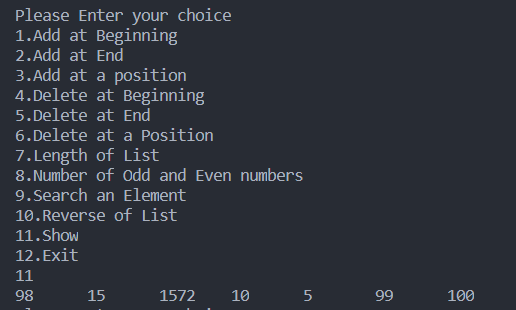 Please Enter your choice
1.Add at Beginning
2.Add at End
3.Add at a position
4.Delete at Beginning
5.Delete at End
6.Delete at a Position
7.Length of List
8.Number of Odd and Even numbers
9.Search an Element
10.Reverse of List
11.Show
12.Exit
11
98 15 1572 10 5 99 100